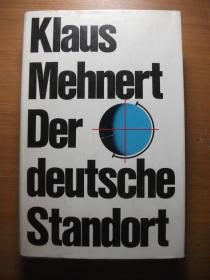 Klaus
Mehnert
Der
deutsche
Standort